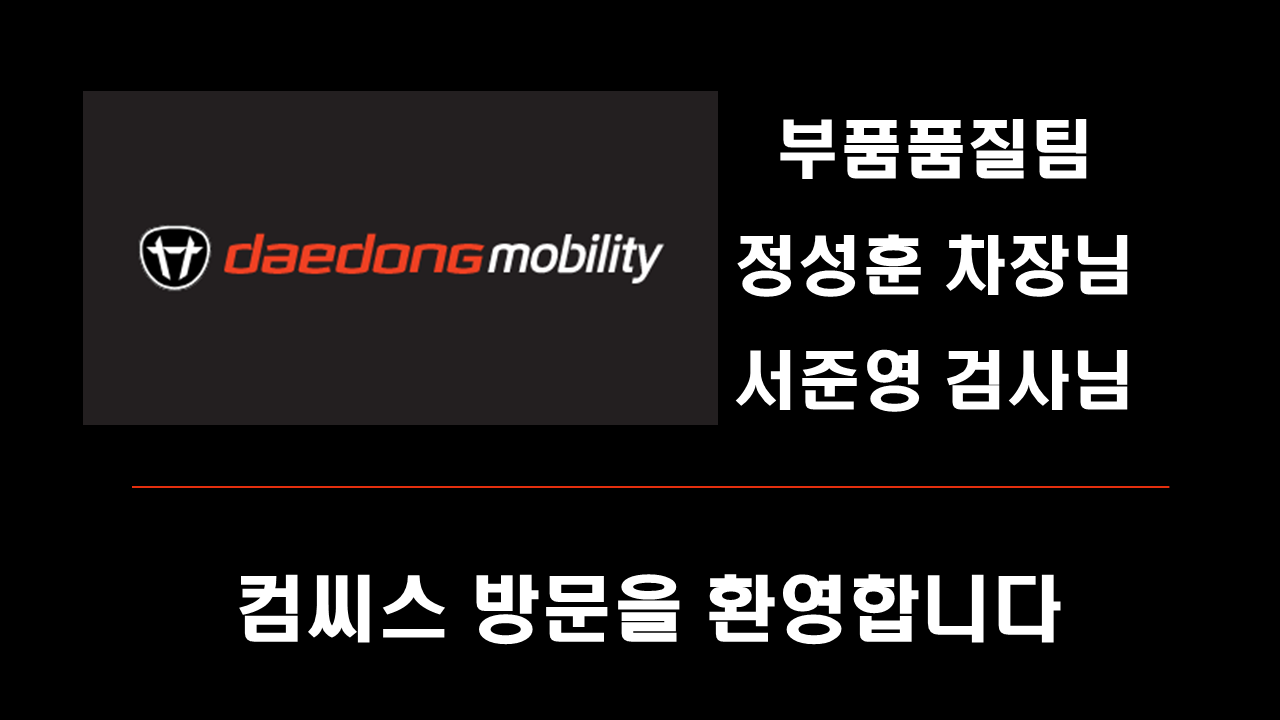 daedong mobility
부품품질팀
정성훈 차장님
서준영 검사님
컴씨스 방문을 환영합니다